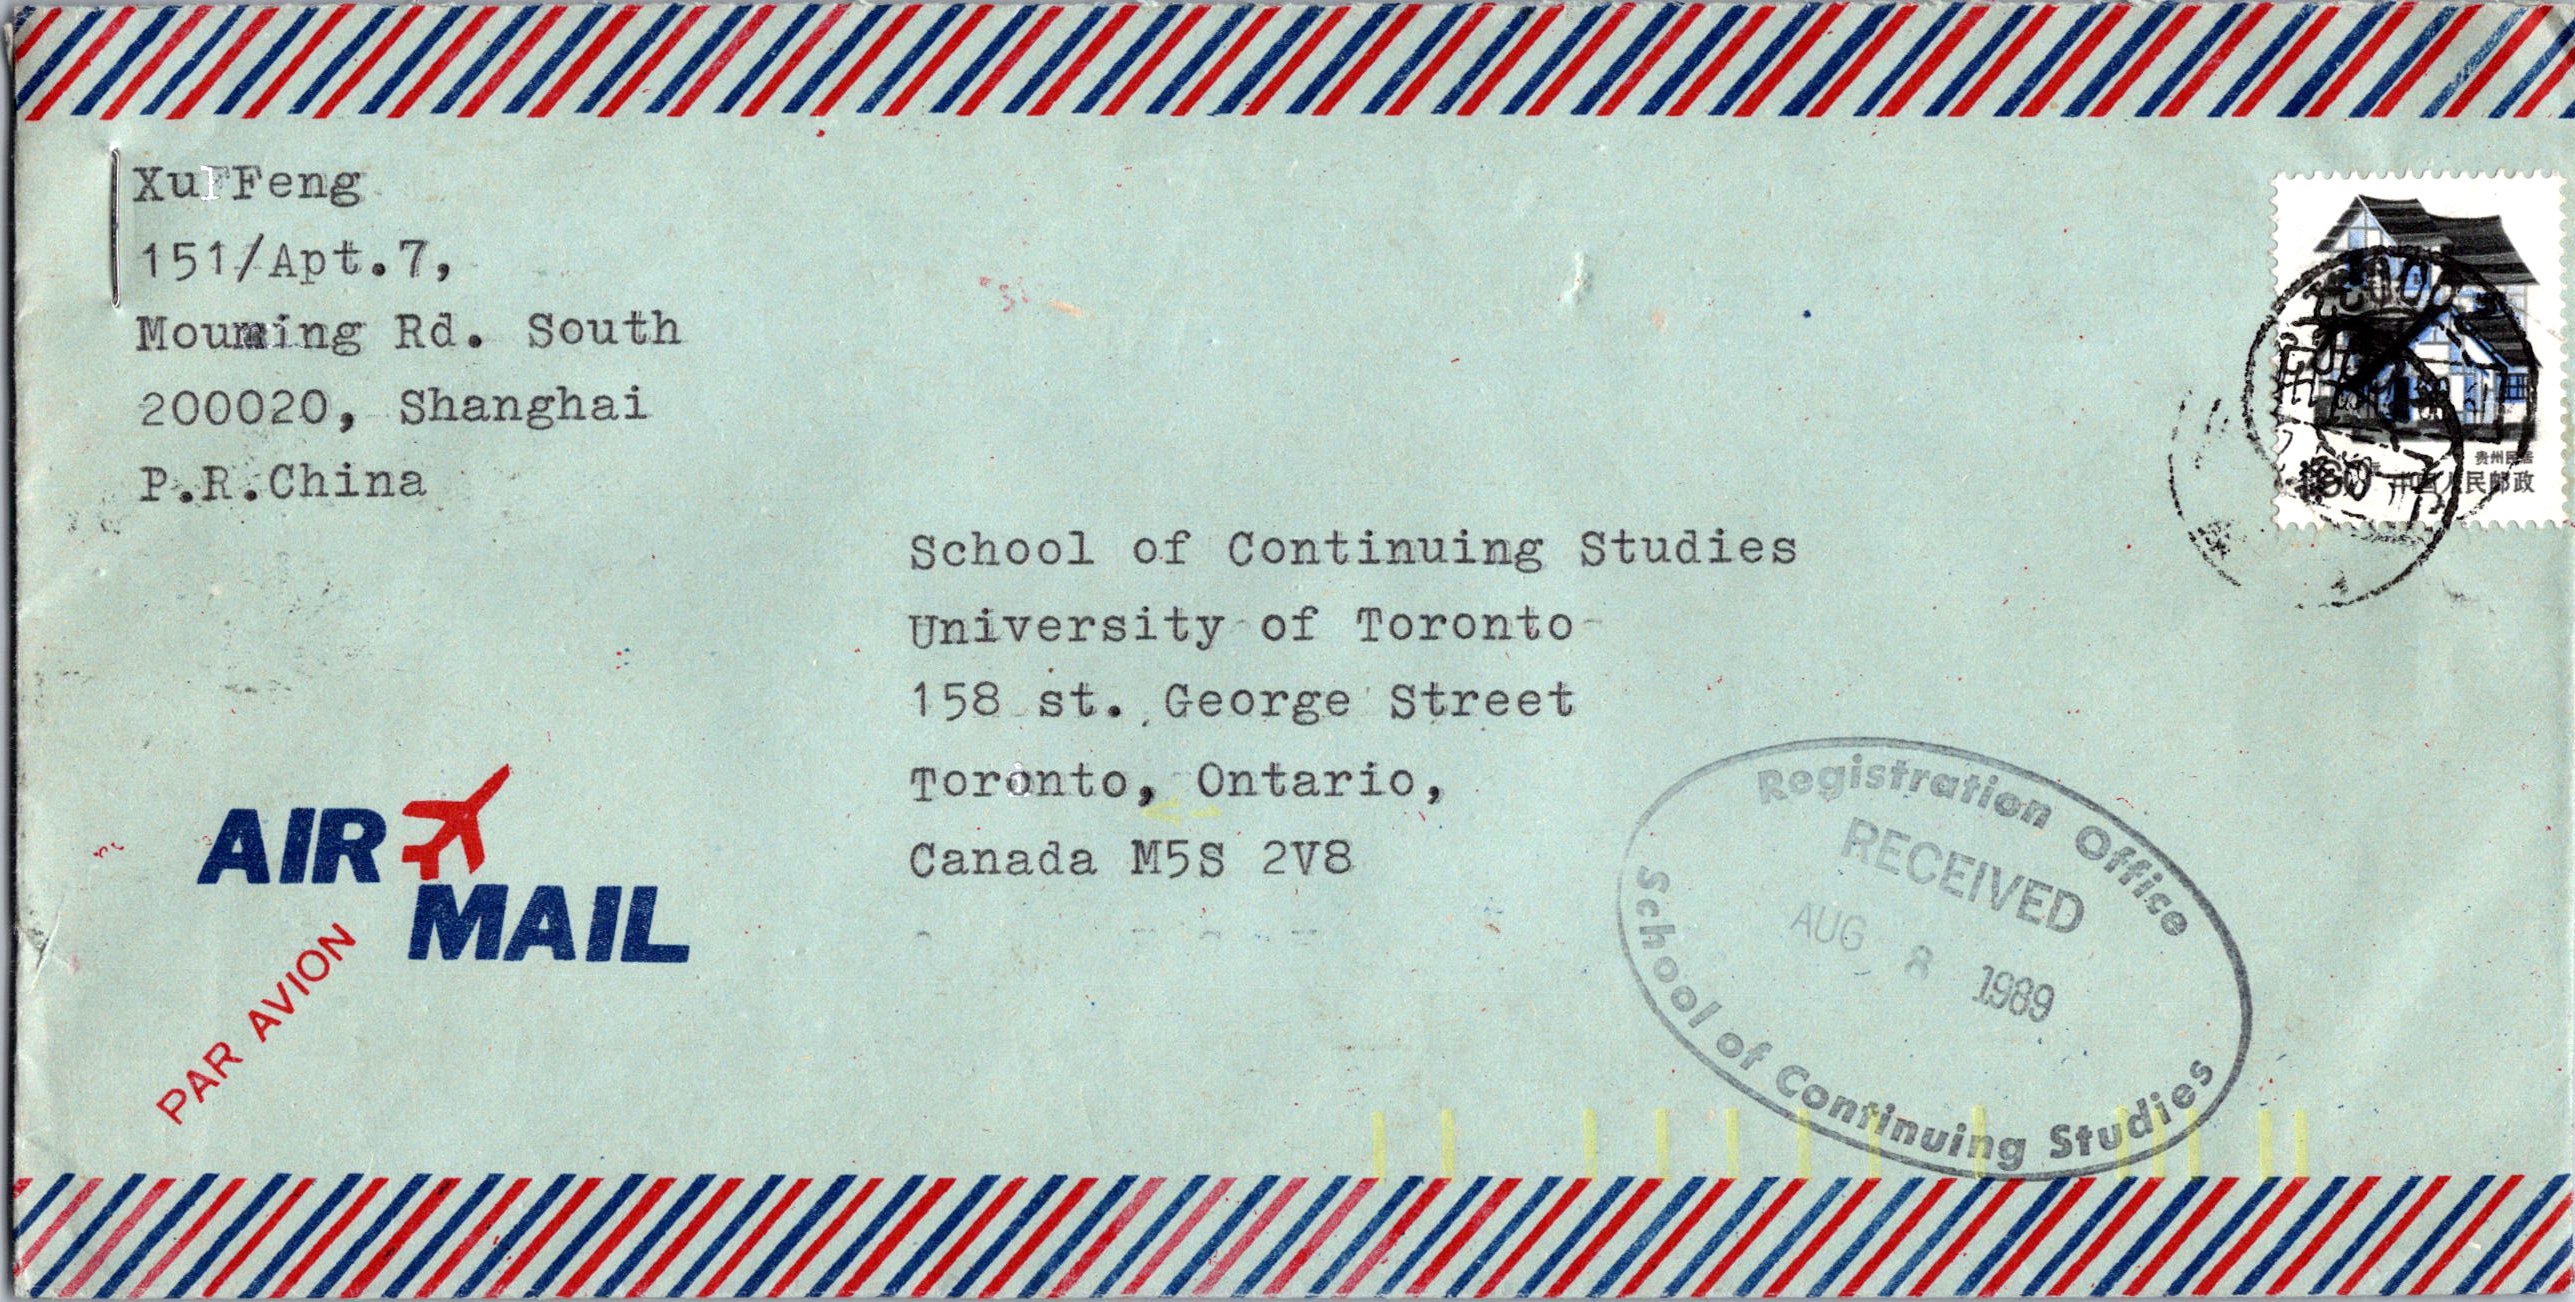 Xu Feng
151/Apt.7,
Mouming Rd. South
200020, Shanghai
P.R.China
贵州民居
中国人民邮政
School of Continuing Studies
University of Toronto
158 st. George Street
Toronto, Ontario,
Canada M5S 2V8
AIR
MAIL
PAR AVION
Registration Office
RECEIVED
AUG 8 1989
School of Continuing Studies